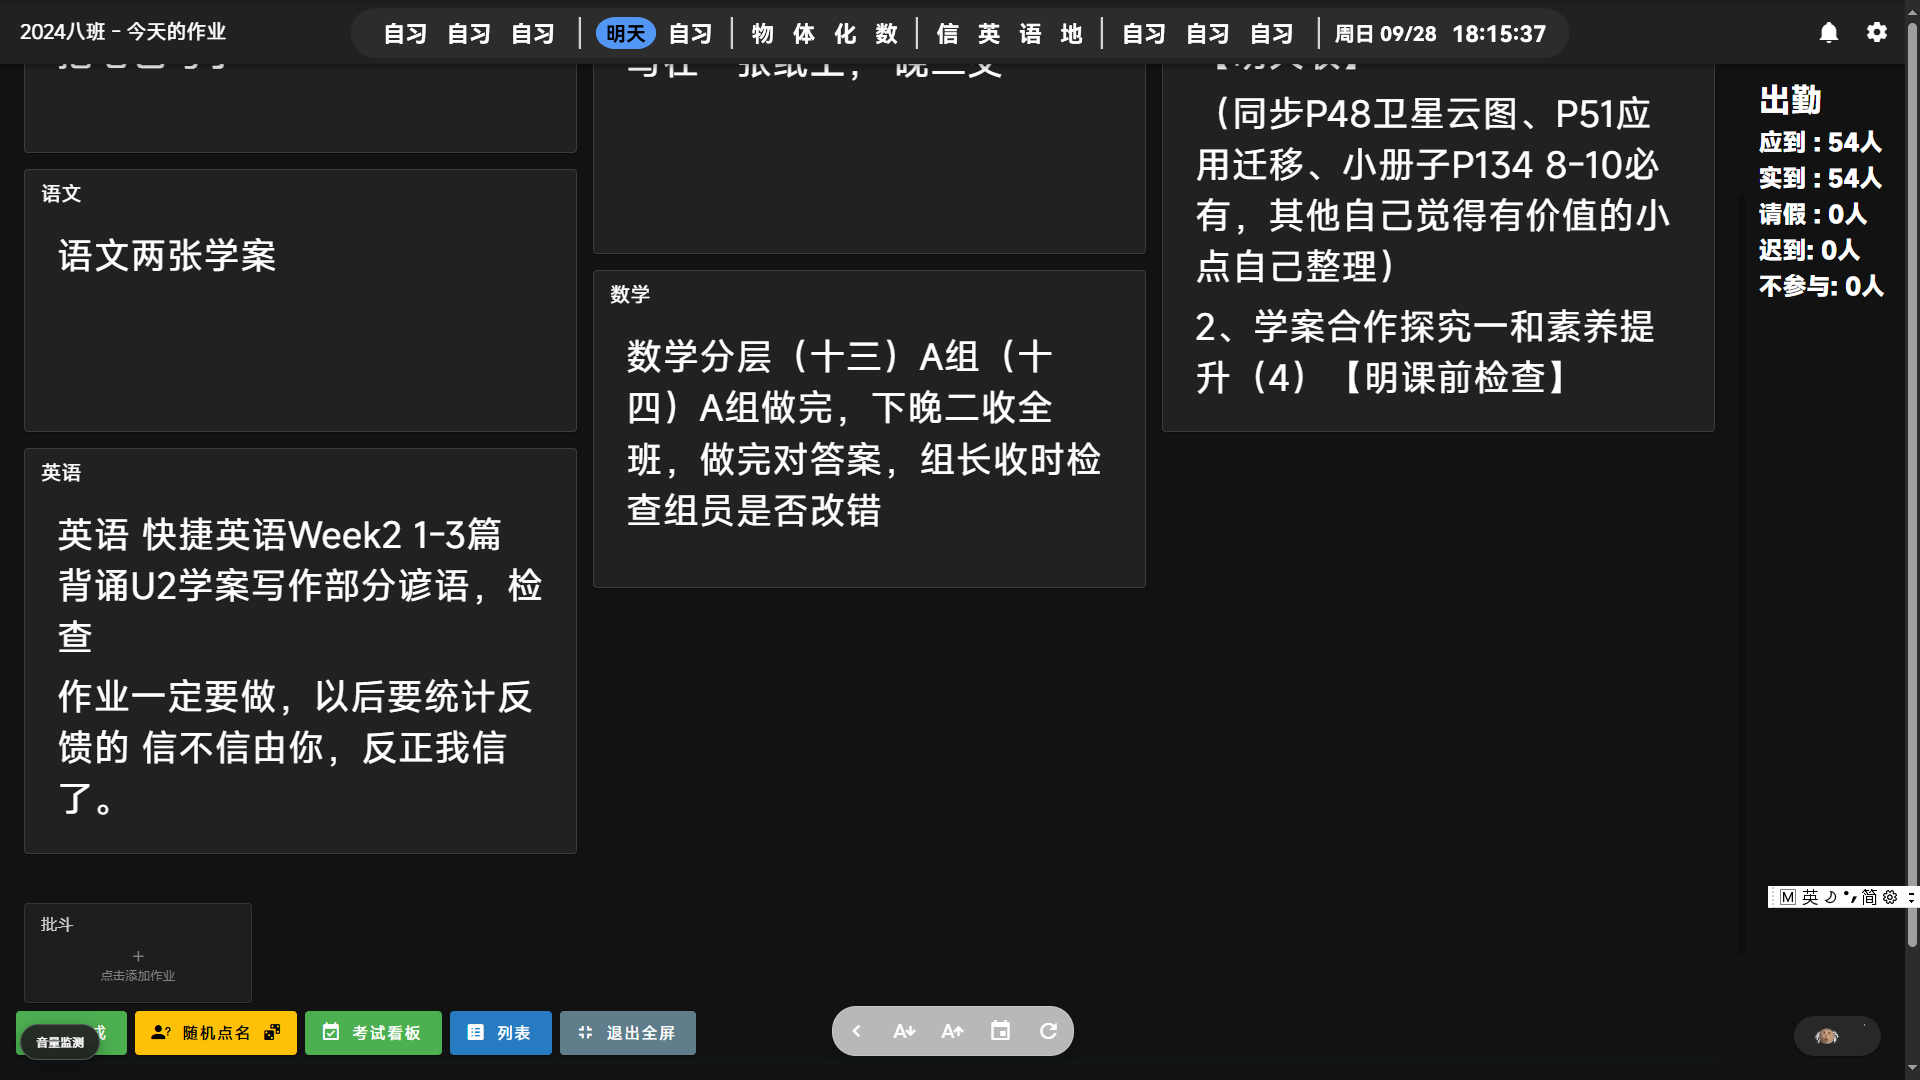 2024八班 - 今天的作业
自习 自习 自习 | 明天 自习 | 物 体 化 数 | 信 英 语 地 | 自习 自习 自习 | 周日 09/28 18:15:37
语文
语文两张学案
英语
英语 快捷英语Week2 1-3篇
背诵U2学案写作部分谚语，检
查
作业一定要做，以后要统计反
馈的 信不信由你，反正我信
了。
批斗
点击添加作业
写在一张纸上，晚二交
数学
数学分层（十三）A组（十
四）A组做完，下晚二收全
班，做完对答案，组长收时检
查组员是否改错
（同步P48卫星云图、P51应
用迁移、小册子P134 8-10必
有，其他自己觉得有价值的小
点自己整理）
2、学案合作探究一和素养提
升（4）【明课前检查】
出勤
应到 : 54人
实到 : 54人
请假 : 0人
迟到: 0人
不参与: 0人
M 英 简
音量监测
成
随机点名
考试看板
列表
退出全屏